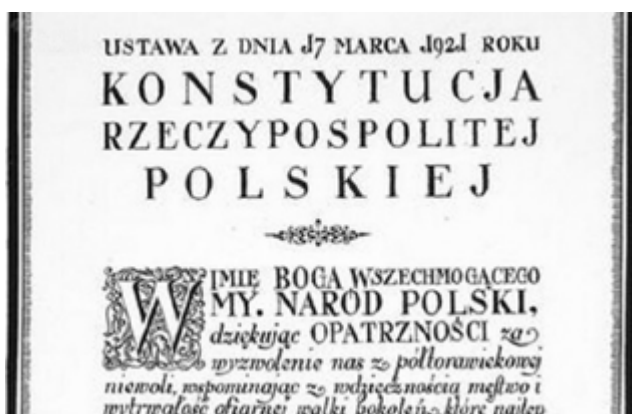 USTAWA Z DNIA 17 MARCA 1921 ROKU
KONSTYTUCJA
RZECZYPOSPOLITEJ
POLSKIEJ
W IMIĘ BOGA WSZECHMOGĄCEGO
MY, NARÓD POLSKI,
dziękując OPATRZNOŚCI za
wyzwolenie nas z półtorawiekowej
niewoli, wspominając z wdzięcznością męstwo i
wytrwałość ofiarnej walki pokoleń, które najlep